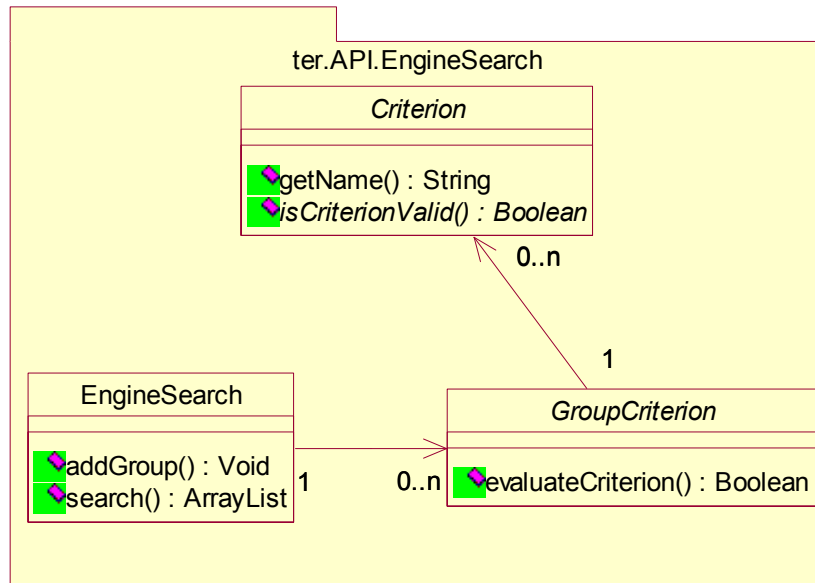 ter.API.EngineSearch
Criterion
getName() : String
isCriterionValid() : Boolean
0..n
1
EngineSearch
addGroup() : Void
search() : ArrayList
1
0..n
GroupCriterion
evaluateCriterion() : Boolean